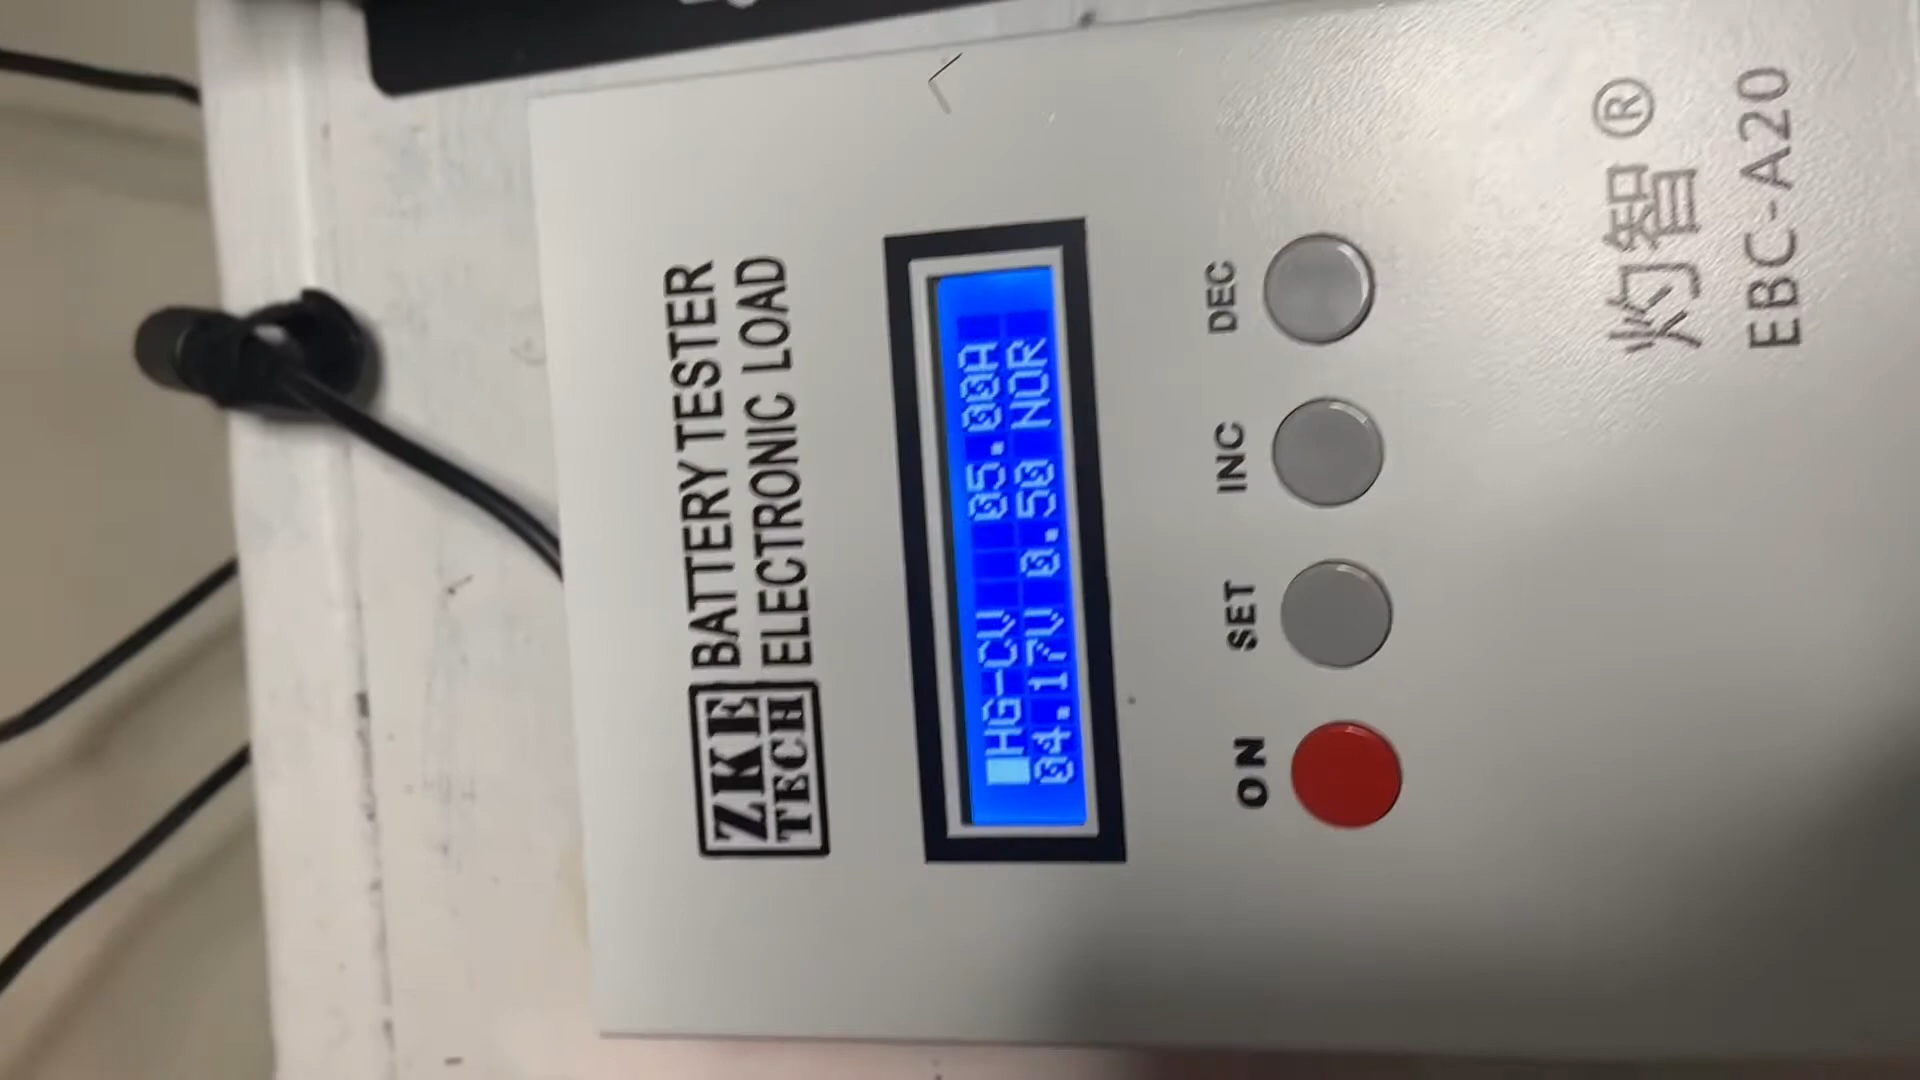 ZKE TECH
BATTERY TESTER
ELECTRONIC LOAD
█HG-CV 05.00A
04.17V 0.50 NOR
ON SET INC DEC
灼智®
EBC-A20